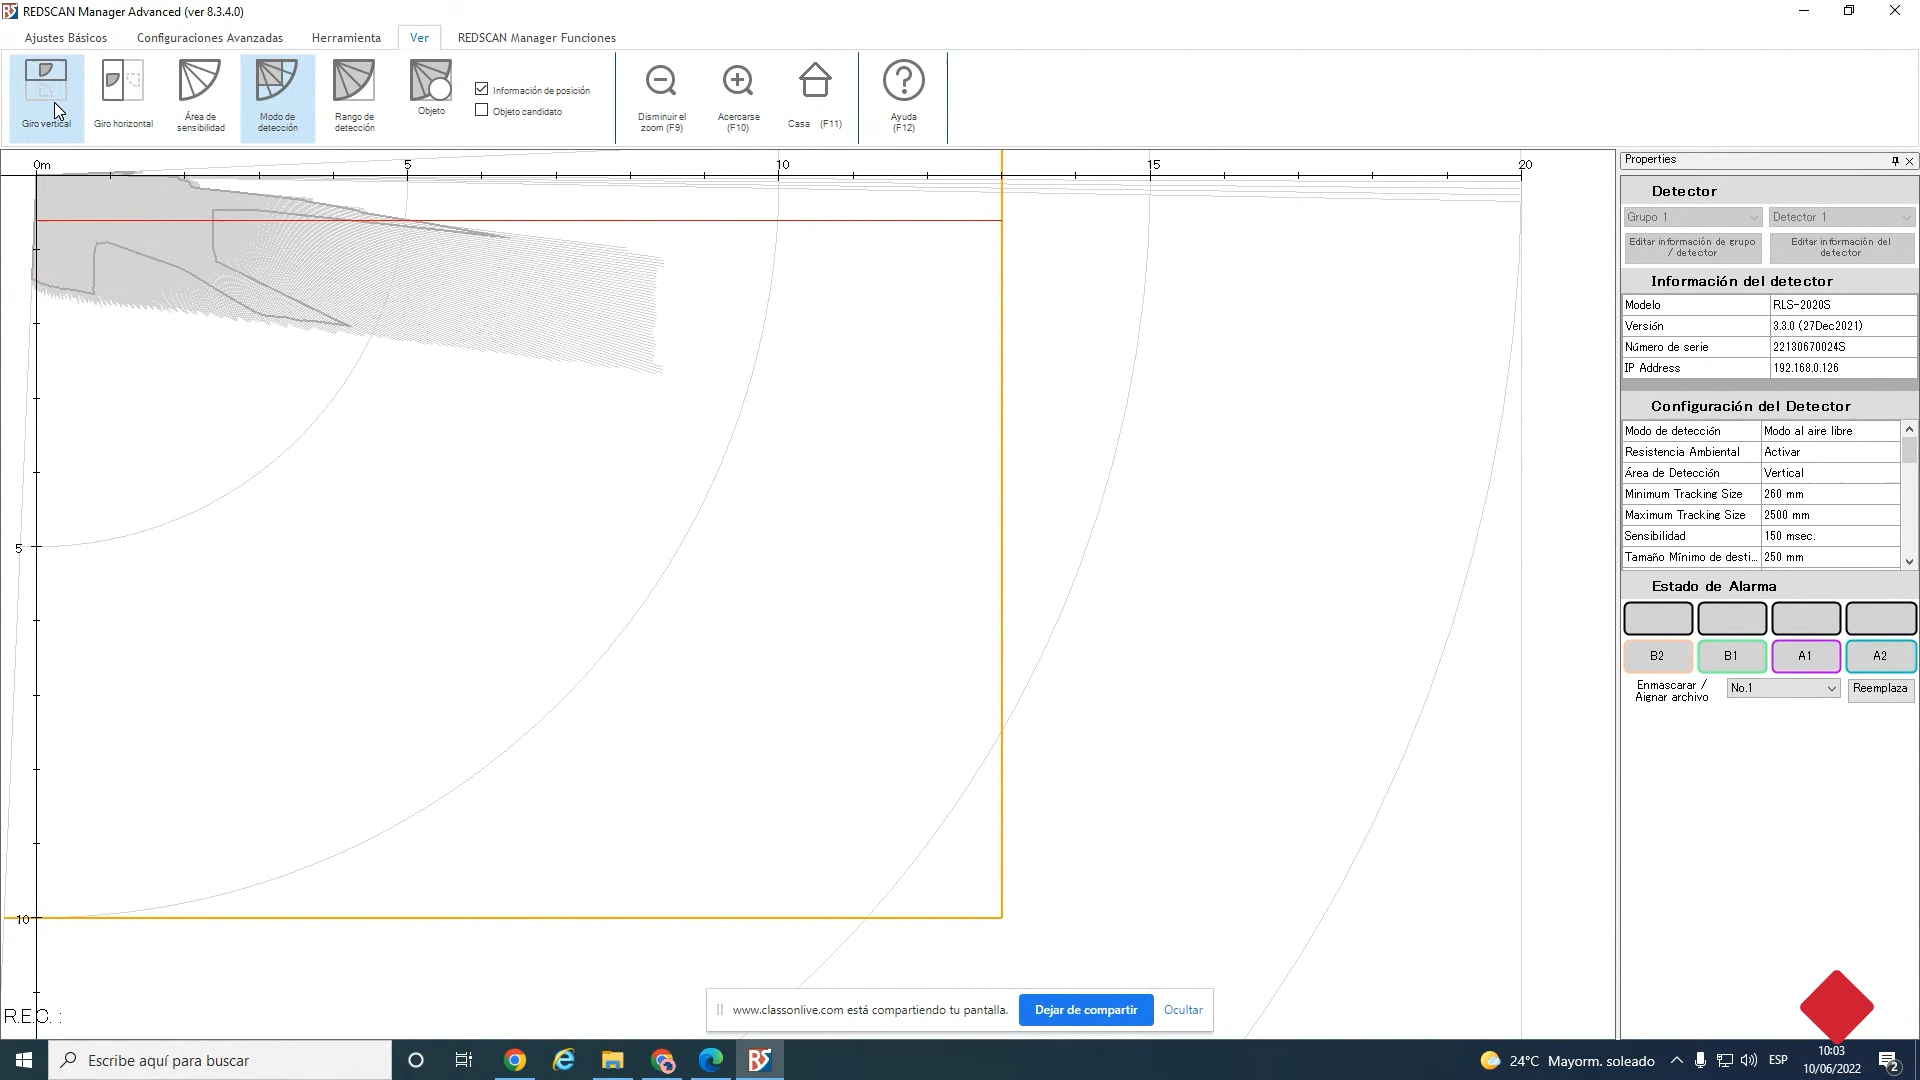 REDSCAN Manager Advanced (ver 8.3.4.0)
Ajustes Básicos
Configuraciones Avanzadas
Herramienta
Ver
REDSCAN Manager Funciones
Giro vertical
Giro horizontal
Área de
sensibilidad
Modo de
detección
Rango de
detección
Objeto
Información de posición
Objeto candidato
Disminuir el
zoom (F9)
Acercarse
(F10)
Casa (F11)
Ayuda
(F12)
0m
5
10
15
20
5
10
R.E.O. :
Properties
Detector
Grupo 1
Detector 1
Editar información de grupo
/ detector
Editar información del
detector
Información del detector
Modelo RLS-2020S
Versión 3.3.0 (27Dec2021)
Número de serie 22130670024S
IP Address 192.168.0.126
Configuración del Detector
Modo de detección Modo al aire libre
Resistencia Ambiental Activar
Área de Detección Vertical
Minimum Tracking Size 260 mm
Maximum Tracking Size 2500 mm
Sensibilidad 150 msec.
Tamaño Mínimo de desti... 250 mm
Estado de Alarma
B2
B1
A1
A2
Enmascarar /
Aignar archivo
No.1
Reemplaza
www.classonlive.com está compartiendo tu pantalla.
Dejar de compartir
Ocultar
Escribe aquí para buscar
RS
24°C Mayorm. soleado
ESP
10:03
10/06/2022
2